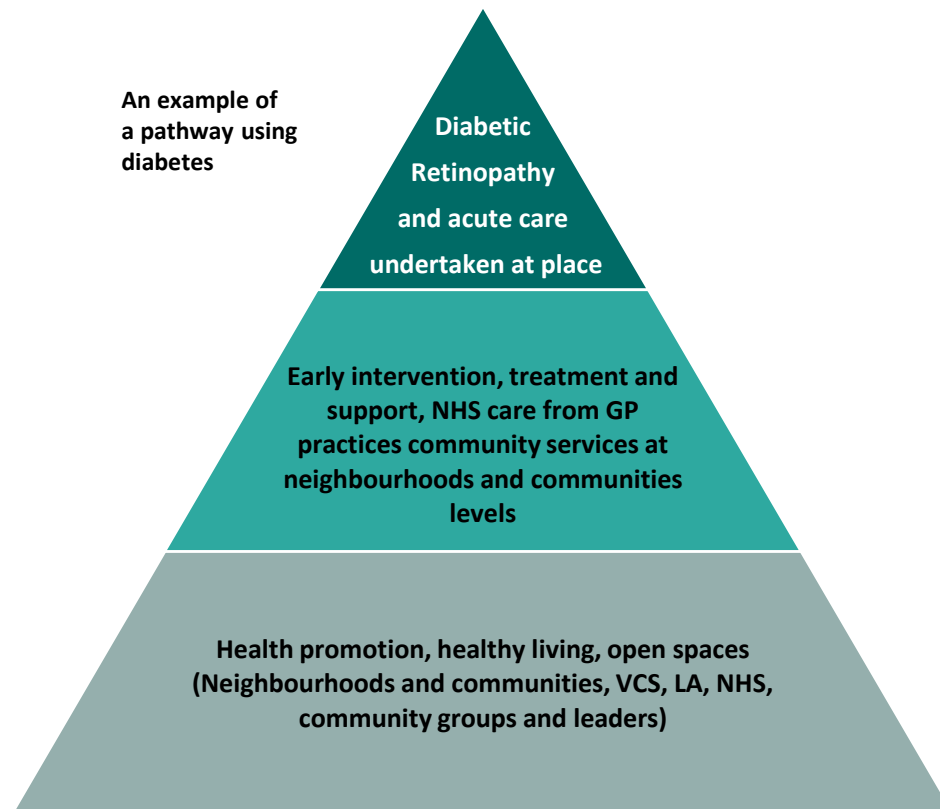 An example of
a pathway using
diabetes
Diabetic
Retinopathy
and acute care
undertaken at place
Early intervention, treatment and
support, NHS care from GP
practices community services at
neighbourhoods and communities
levels
Health promotion, healthy living, open spaces
(Neighbourhoods and communities, VCS, LA, NHS,
community groups and leaders)